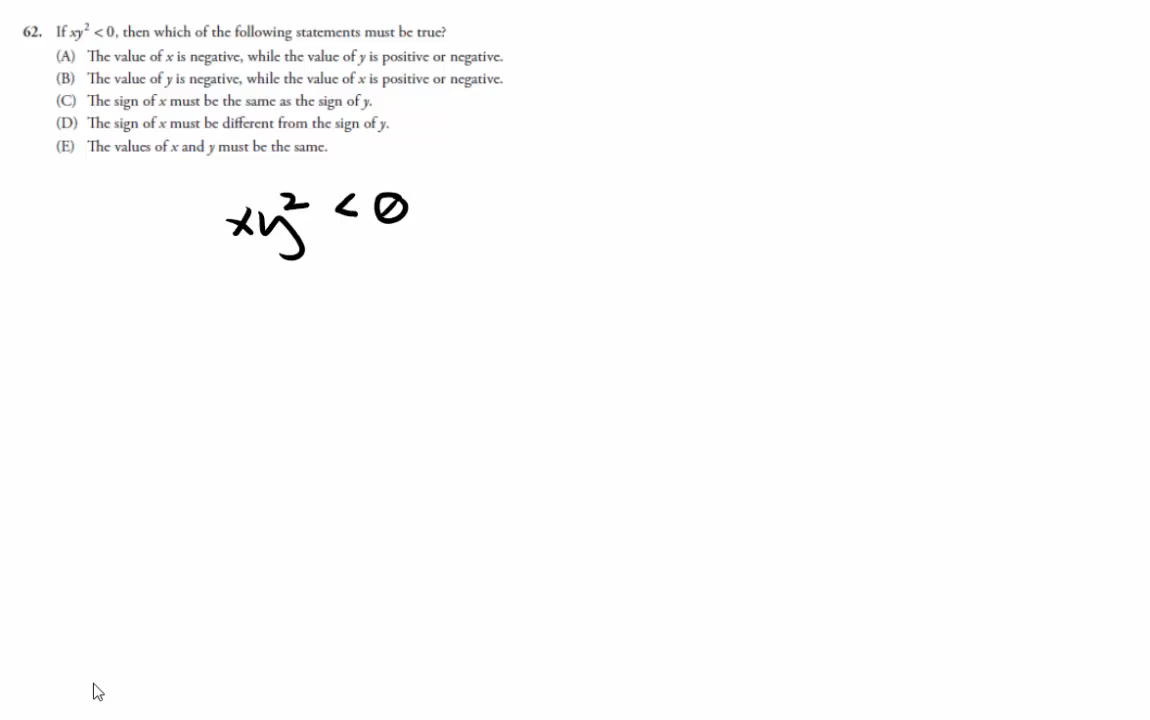 62. If xy² < 0, then which of the following statements must be true?
(A) The value of x is negative, while the value of y is positive or negative.
(B) The value of y is negative, while the value of x is positive or negative.
(C) The sign of x must be the same as the sign of y.
(D) The sign of x must be different from the sign of y.
(E) The values of x and y must be the same.
xy² < 0